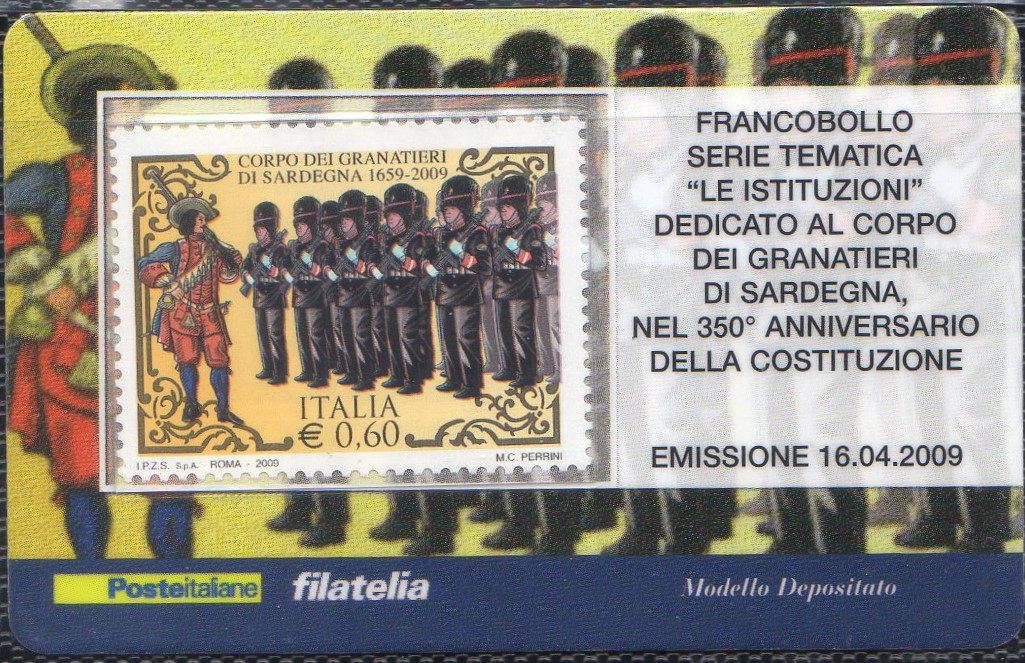 CORPO DEI GRANATIERI
DI SARDEGNA 1659-2009
ITALIA
€ 0,60
I.P.Z.S. S.p.A. - ROMA - 2009
M.C. PERRINI
FRANCOBOLLO
SERIE TEMATICA
“LE ISTITUZIONI”
DEDICATO AL CORPO
DEI GRANATIERI
DI SARDEGNA,
NEL 350° ANNIVERSARIO
DELLA COSTITUZIONE
EMISSIONE 16.04.2009
Posteitaliane filatelia
Modello Depositato